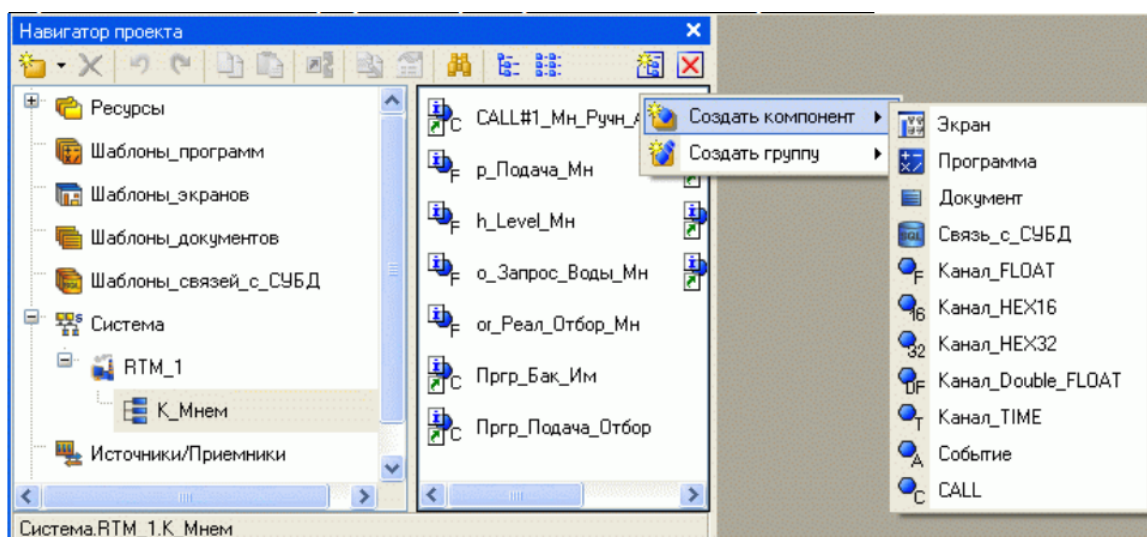 Навигатор проекта
Ресурсы
Шаблоны_программ
Шаблоны_экранов
Шаблоны_документов
Шаблоны_связей_с_СУБД
Система
RTM_1
К_Мнем
Источники/Приемники
CALL#1_Мн_Ручн_
р_Подача_Мн
h_Level_Мн
о_Запрос_Воды_Мн
or_Реал_Отбор_Мн
Пргр_Бак_Им
Пргр_Подача_Отбор
Создать компонент
Создать группу
Экран
Программа
Документ
Связь_с_СУБД
Канал_FLOAT
Канал_HEX16
Канал_HEX32
Канал_Double_FLOAT
Канал_TIME
Событие
CALL
Система.RTM_1.К_Мнем